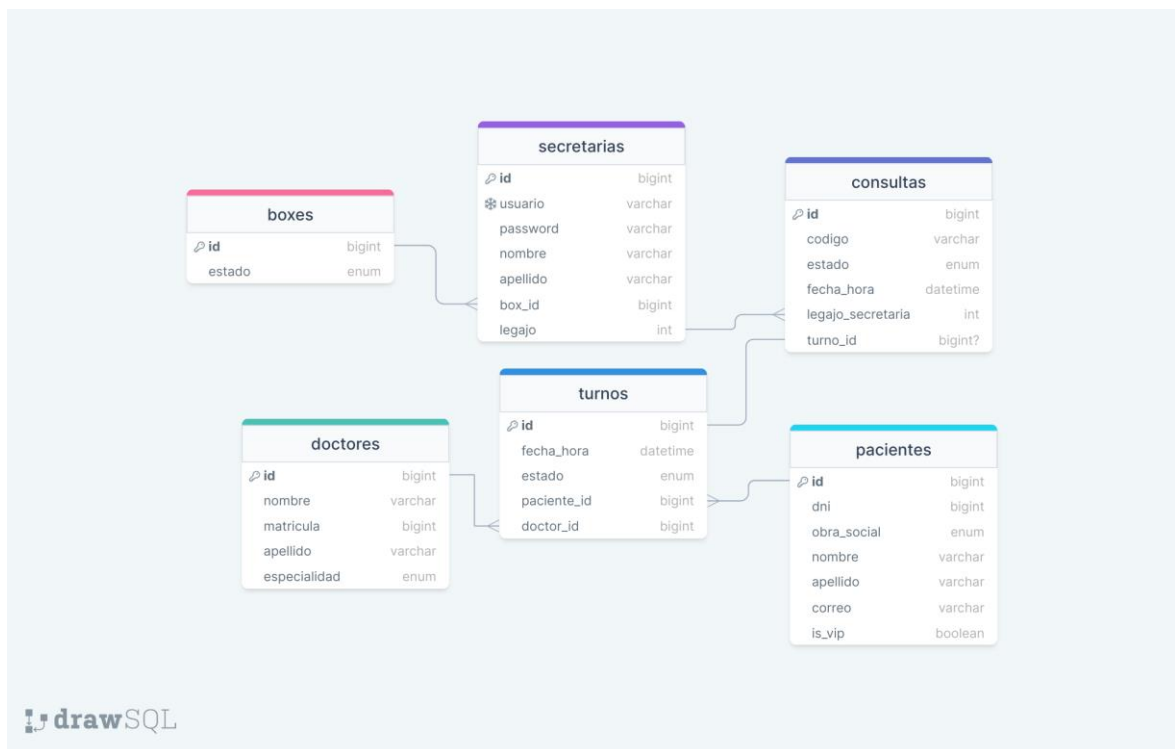 boxes
id bigint
estado enum
secretarias
id bigint
usuario varchar
password varchar
nombre varchar
apellido varchar
box_id bigint
legajo int
consultas
id bigint
codigo varchar
estado enum
fecha_hora datetime
legajo_secretaria int
turno_id bigint?
doctores
id bigint
nombre varchar
matricula bigint
apellido varchar
especialidad enum
turnos
id bigint
fecha_hora datetime
estado enum
paciente_id bigint
doctor_id bigint
pacientes
id bigint
dni bigint
obra_social enum
nombre varchar
apellido varchar
correo varchar
is_vip boolean
drawSQL